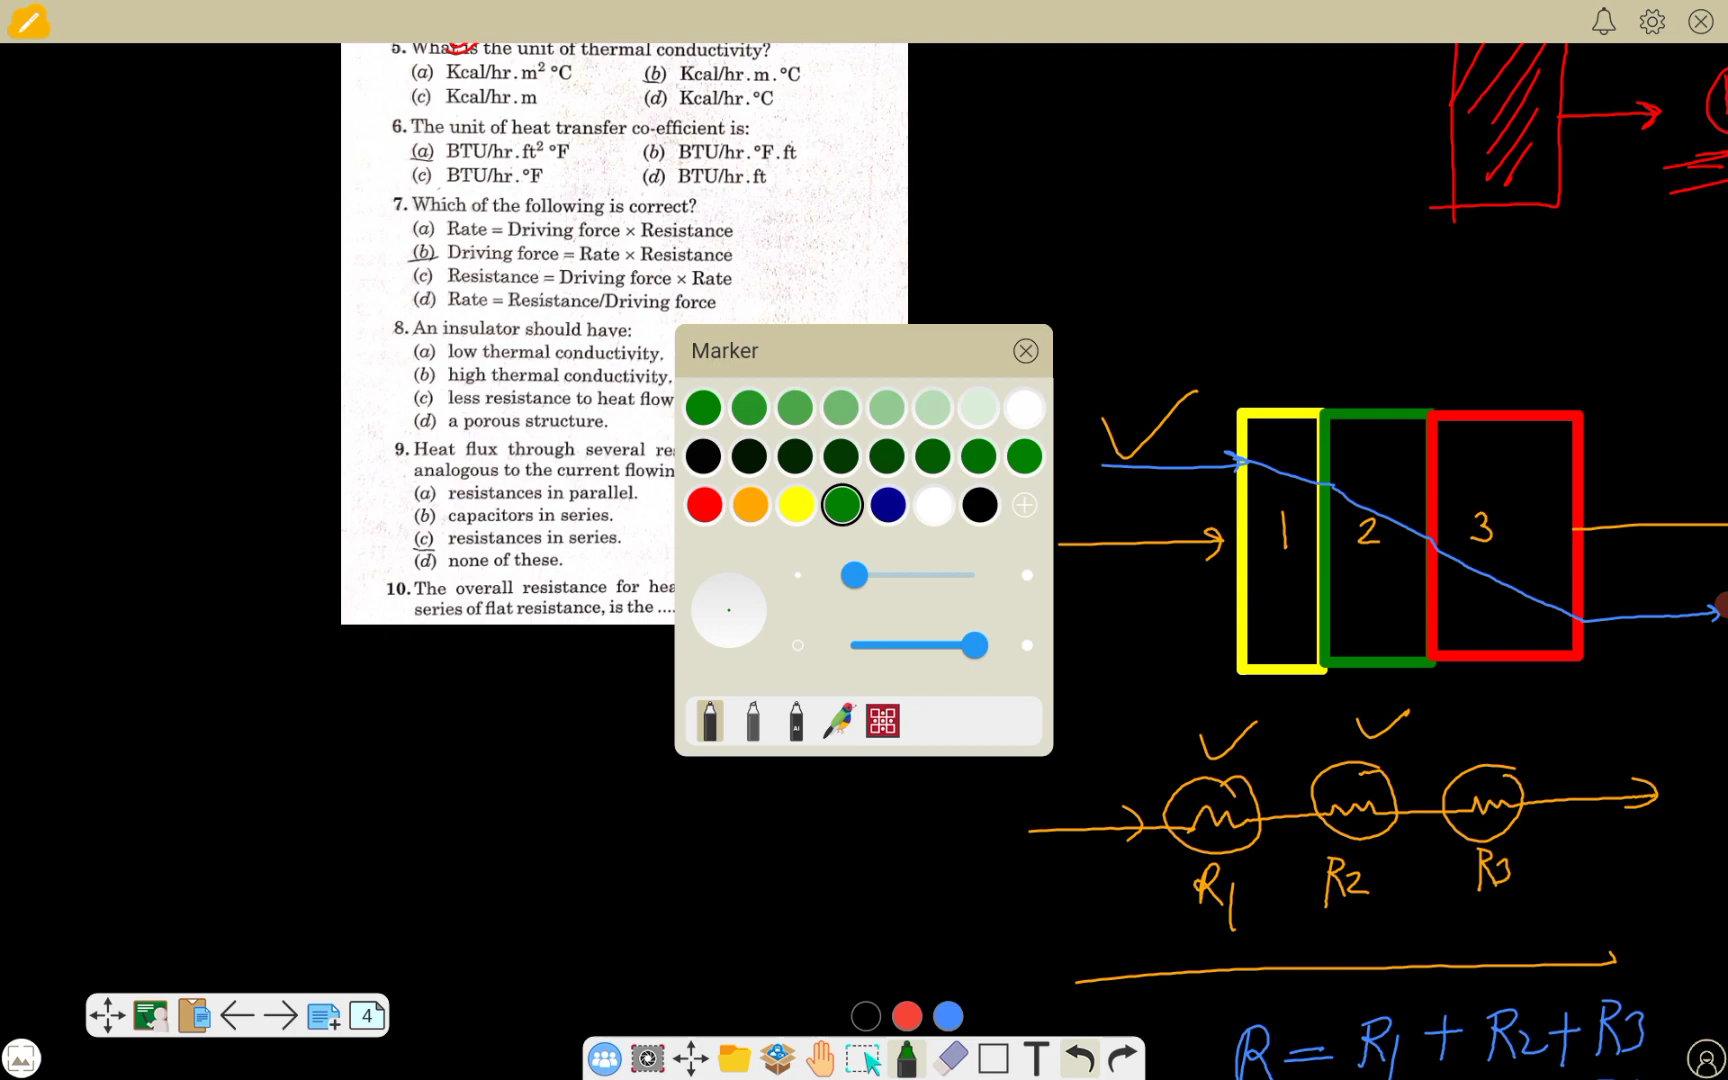 5. What is the unit of thermal conductivity?
(a) Kcal/hr.m² °C (b) Kcal/hr.m.°C
(c) Kcal/hr.m (d) Kcal/hr.°C
6. The unit of heat transfer co-efficient is:
(a) BTU/hr.ft² °F (b) BTU/hr.°F.ft
(c) BTU/hr.°F (d) BTU/hr.ft
7. Which of the following is correct?
(a) Rate = Driving force × Resistance
(b) Driving force = Rate × Resistance
(c) Resistance = Driving force × Rate
(d) Rate = Resistance/Driving force
8. An insulator should have:
(a) low thermal conductivity.
(b) high thermal conductivity.
(c) less resistance to heat flow
(d) a porous structure.
9. Heat flux through several re
analogous to the current flowin
(a) resistances in parallel.
(b) capacitors in series.
(c) resistances in series.
(d) none of these.
10. The overall resistance for hea
series of flat resistance, is the ....
Marker
AI
1 2 3
R1 R2 R3
R = R1 + R2 + R3
4
T